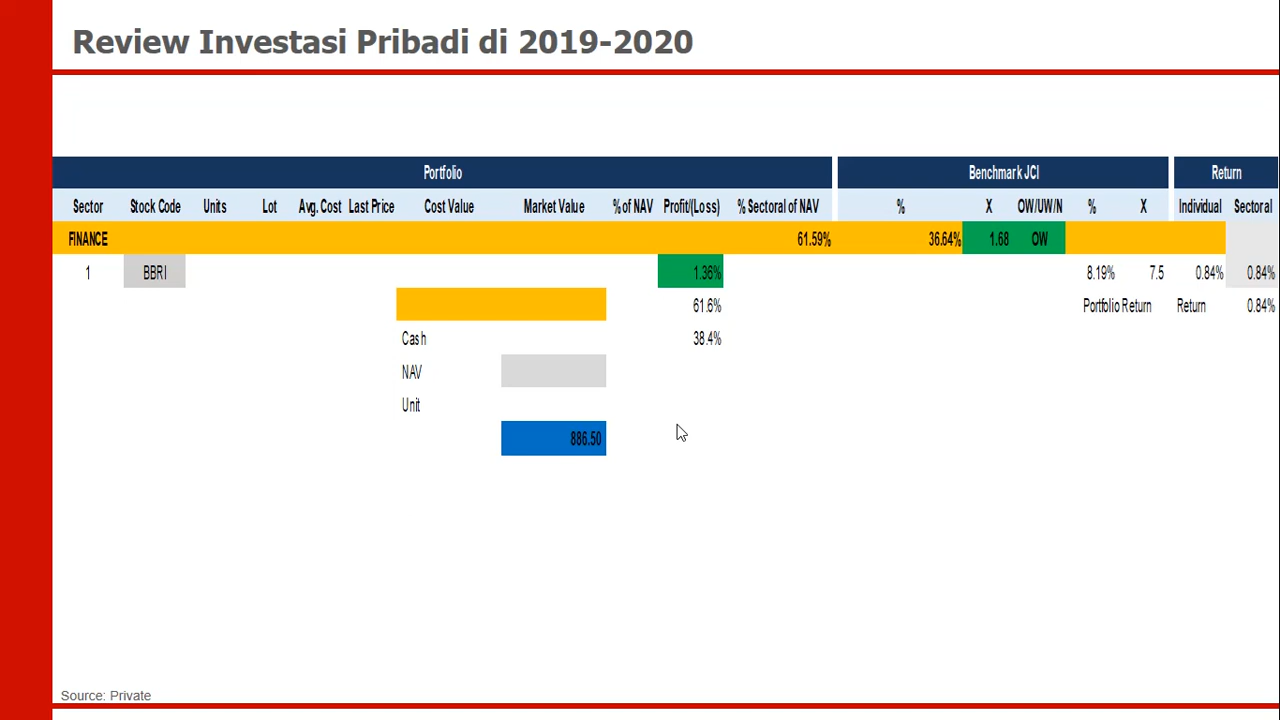 Review Investasi Pribadi di 2019-2020
Portfolio Benchmark JCI Return
Sector Stock Code Units Lot Avg. Cost Last Price Cost Value Market Value % of NAV Profit/(Loss) % Sectoral of NAV % X OW/UW/N % X Individual Sectoral
FINANCE 61.59% 36.64% 1.68 OW
1 BBRI 1.36% 8.19% 7.5 0.84% 0.84%
61.6% Portfolio Return Return 0.84%
Cash 38.4%
NAV
Unit
886.50
Source: Private